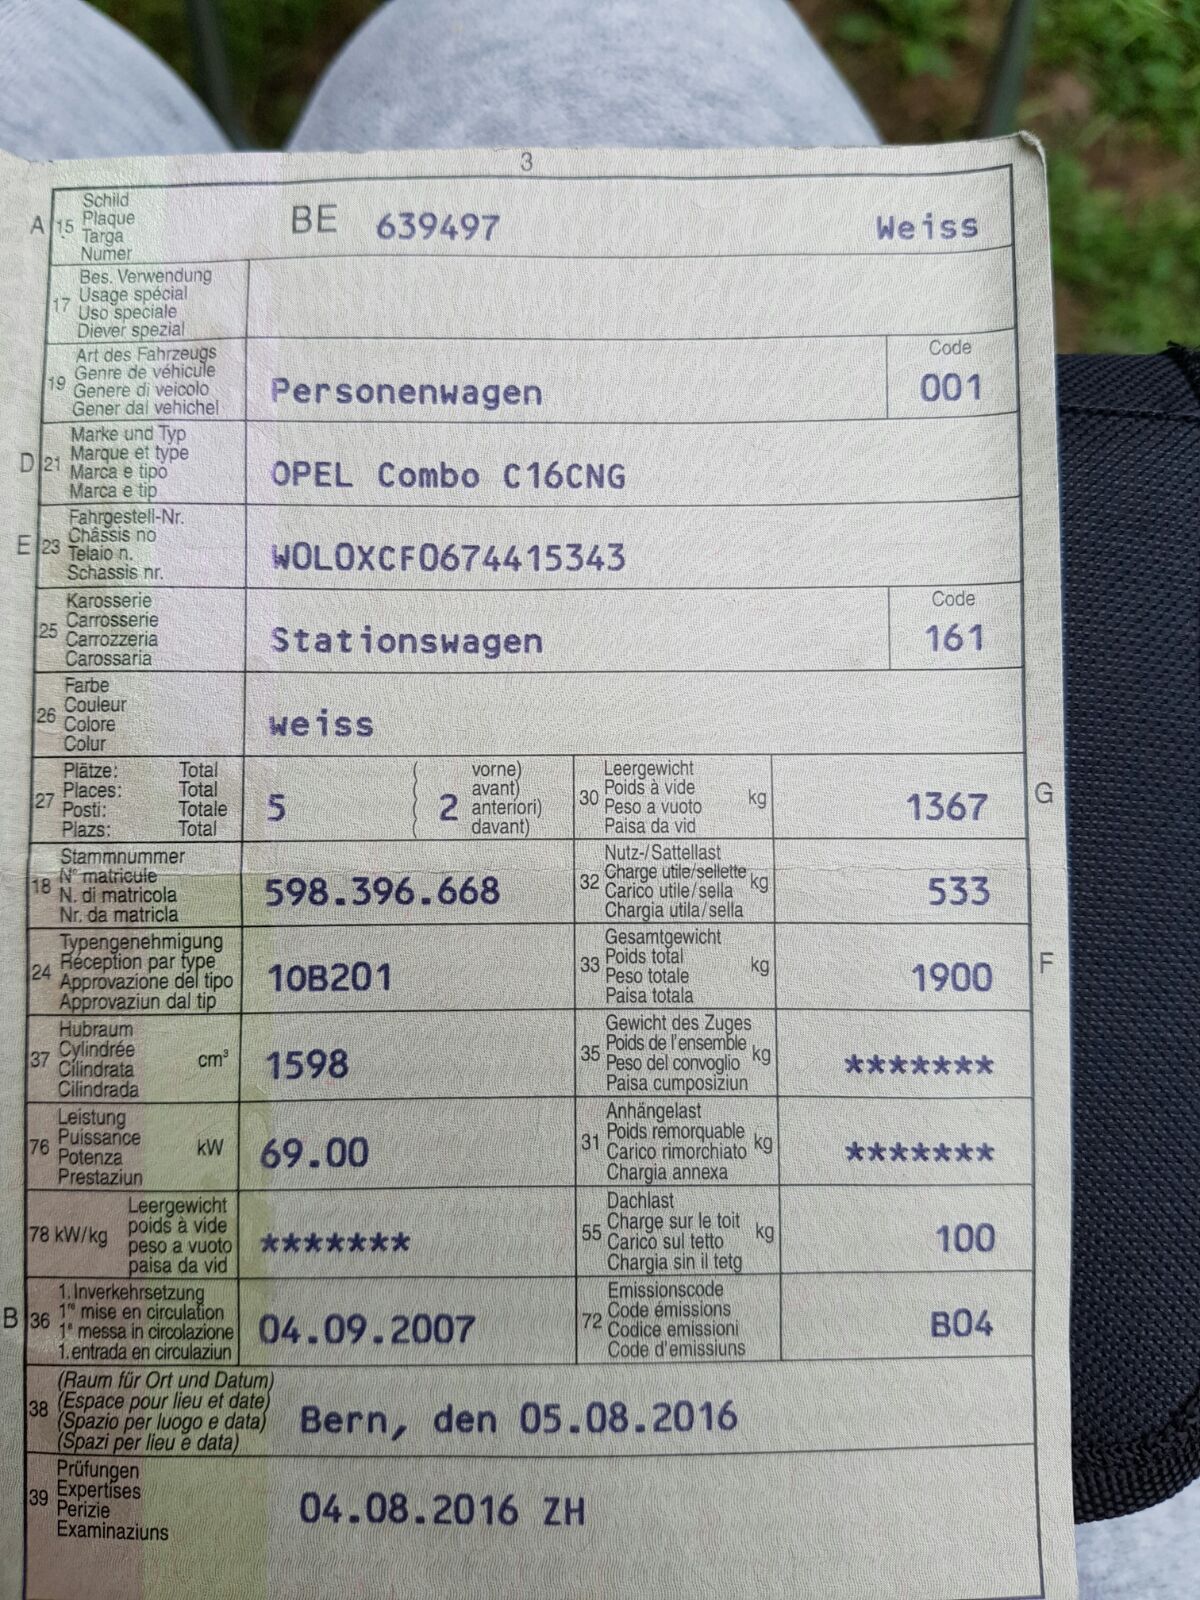 3
A 15 Schild
Plaque
Targa
Numer
BE 639497 Weiss
17 Bes. Verwendung
Usage spécial
Uso speciale
Diever spezial
19 Art des Fahrzeugs
Genre de véhicule
Genere di veicolo
Gener dal vehichel
Personenwagen
Code
001
D 21 Marke und Typ
Marque et type
Marca e tipo
Marca e tip
OPEL Combo C16CNG
E 23 Fahrgestell-Nr.
Châssis no
Telaio n.
Schassis nr.
W0L0XCF0674415343
25 Karosserie
Carrosserie
Carrozzeria
Carossaria
Stationswagen
Code
161
26 Farbe
Couleur
Colore
Colur
weiss
27 Plätze: Total
Places: Total
Posti: Totale
Plazs: Total
5
( 2 vorne)
( avant)
( anteriori)
( davant)
30 Leergewicht
Poids à vide
Peso a vuoto
Paisa da vid
kg
1367
G
18 Stammnummer
N° matricule
N. di matricola
Nr. da matricla
598.396.668
32 Nutz-/Sattellast
Charge utile/sellette
Carico utile/sella
Chargia utila/sella
kg
533
24 Typengenehmigung
Réception par type
Approvazione del tipo
Approvaziun dal tip
10B201
33 Gesamtgewicht
Poids total
Peso totale
Paisa totala
kg
1900
F
37 Hubraum
Cylindrée
Cilindrata
Cilindrada
cm³
1598
35 Gewicht des Zuges
Poids de l'ensemble
Peso del convoglio
Paisa cumposiziun
kg
*******
76 Leistung
Puissance
Potenza
Prestaziun
kW
69.00
31 Anhängelast
Poids remorquable
Carico rimorchiato
Chargia annexa
kg
*******
78 kW/kg
Leergewicht
poids à vide
peso a vuoto
paisa da vid
*******
55 Dachlast
Charge sur le toit
Carico sul tetto
Chargia sin il tetg
kg
100
B 36 1. Inverkehrsetzung
1re mise en circulation
1a messa in circolazione
1. entrada en circulaziun
04.09.2007
72 Emissionscode
Code émissions
Codice emissioni
Code d'emissiuns
B04
38 (Raum für Ort und Datum)
(Espace pour lieu et date)
(Spazio per luogo e data)
(Spazi per lieu e data)
Bern, den 05.08.2016
39 Prüfungen
Expertises
Perizie
Examinaziuns
04.08.2016 ZH